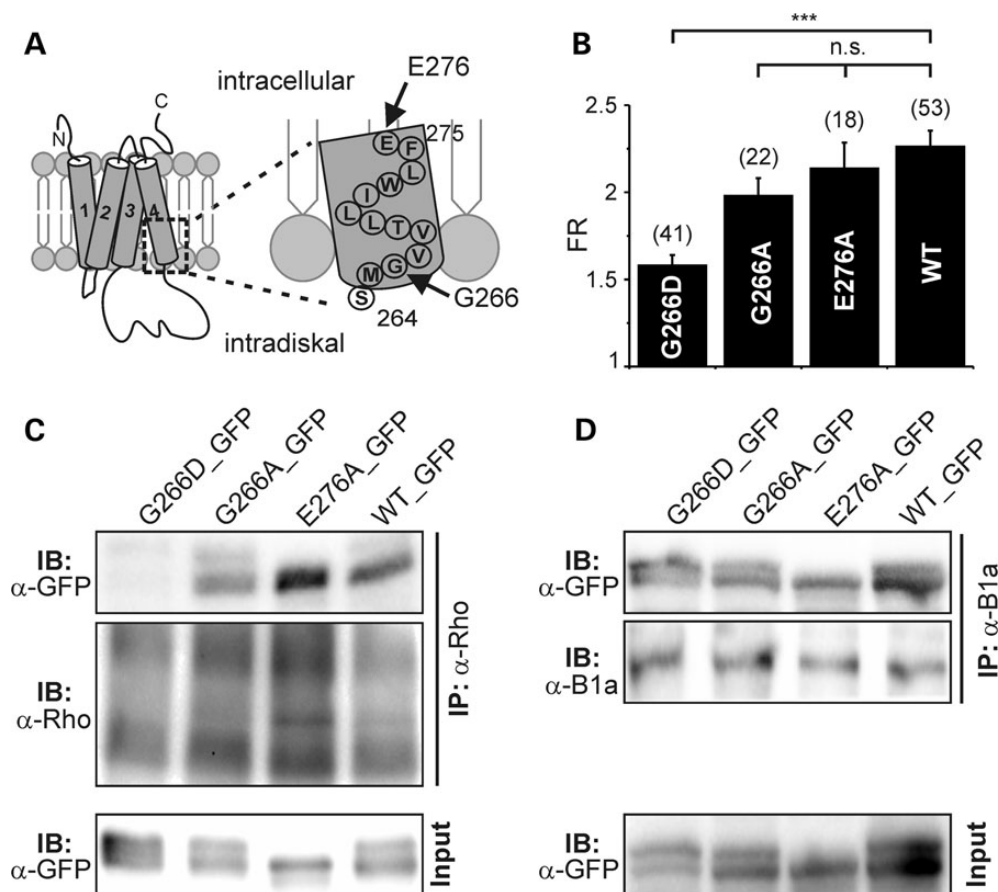 A
intracellular
E276
N
C
1
2
3
4
275
E
F
L
W
I
L
L
T
V
V
G
M
S
264
G266
intradiskal
B
***
n.s.
FR
2.5
2
1.5
1
(41)
(22)
(18)
(53)
G266D
G266A
E276A
WT
C
G266D_GFP
G266A_GFP
E276A_GFP
WT_GFP
IB:
α-GFP
IB:
α-Rho
IP: α-Rho
IB:
α-GFP
Input
D
G266D_GFP
G266A_GFP
E276A_GFP
WT_GFP
IB:
α-GFP
IB:
α-B1a
IP: α-B1a
IB:
α-GFP
Input